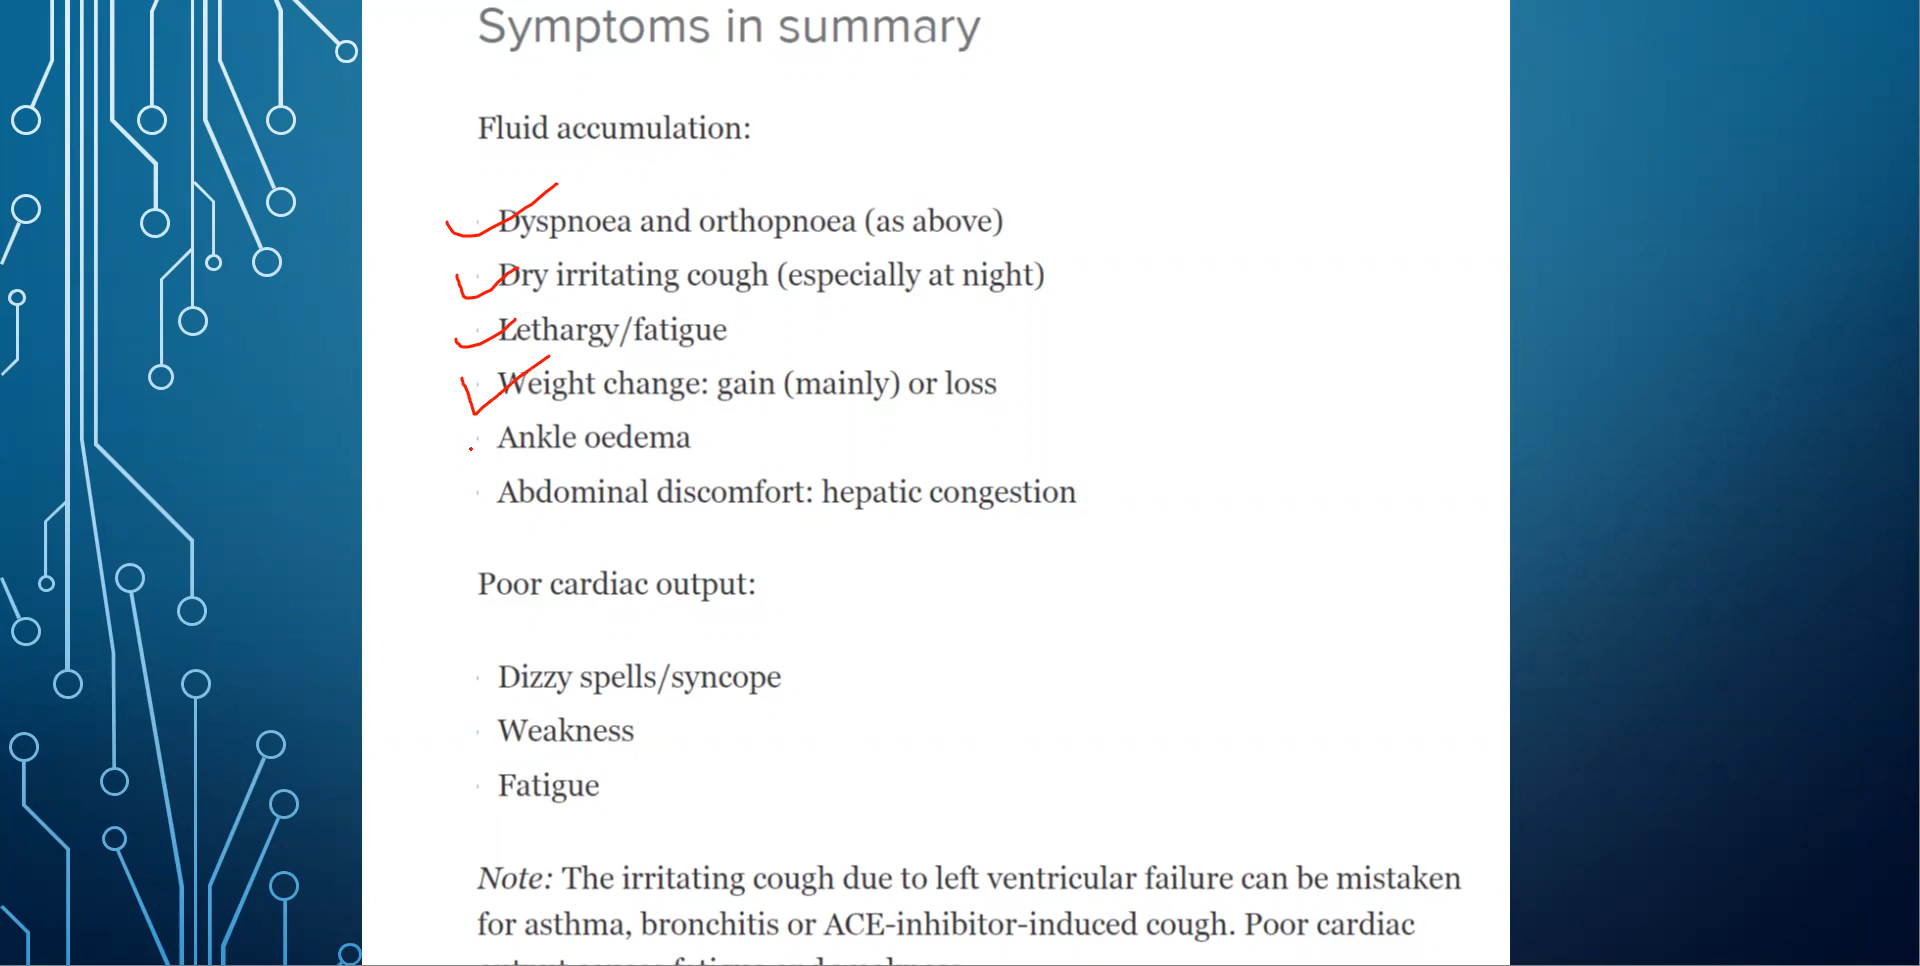 Symptoms in summary
Fluid accumulation:
Dyspnoea and orthopnoea (as above)
Dry irritating cough (especially at night)
Lethargy/fatigue
Weight change: gain (mainly) or loss
Ankle oedema
Abdominal discomfort: hepatic congestion
Poor cardiac output:
Dizzy spells/syncope
Weakness
Fatigue
Note: The irritating cough due to left ventricular failure can be mistaken
for asthma, bronchitis or ACE-inhibitor-induced cough. Poor cardiac